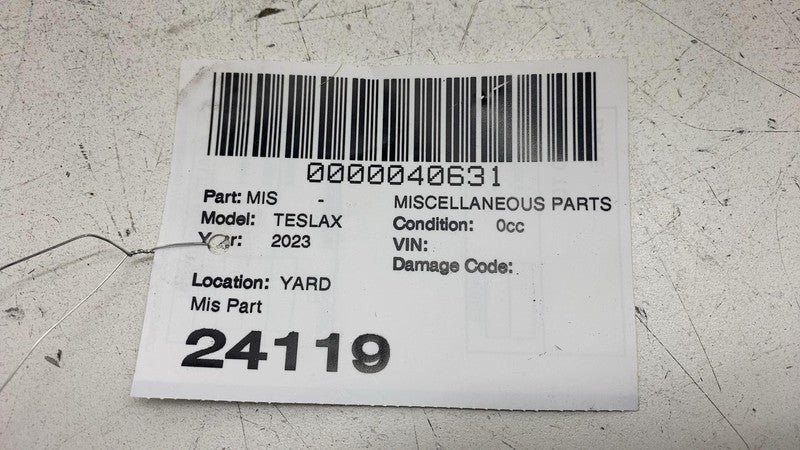 0000040631
Part: MIS - MISCELLANEOUS PARTS
Model: TESLAX Condition: 0cc
Year: 2023 VIN:
Damage Code:
Location: YARD
Mis Part
24119